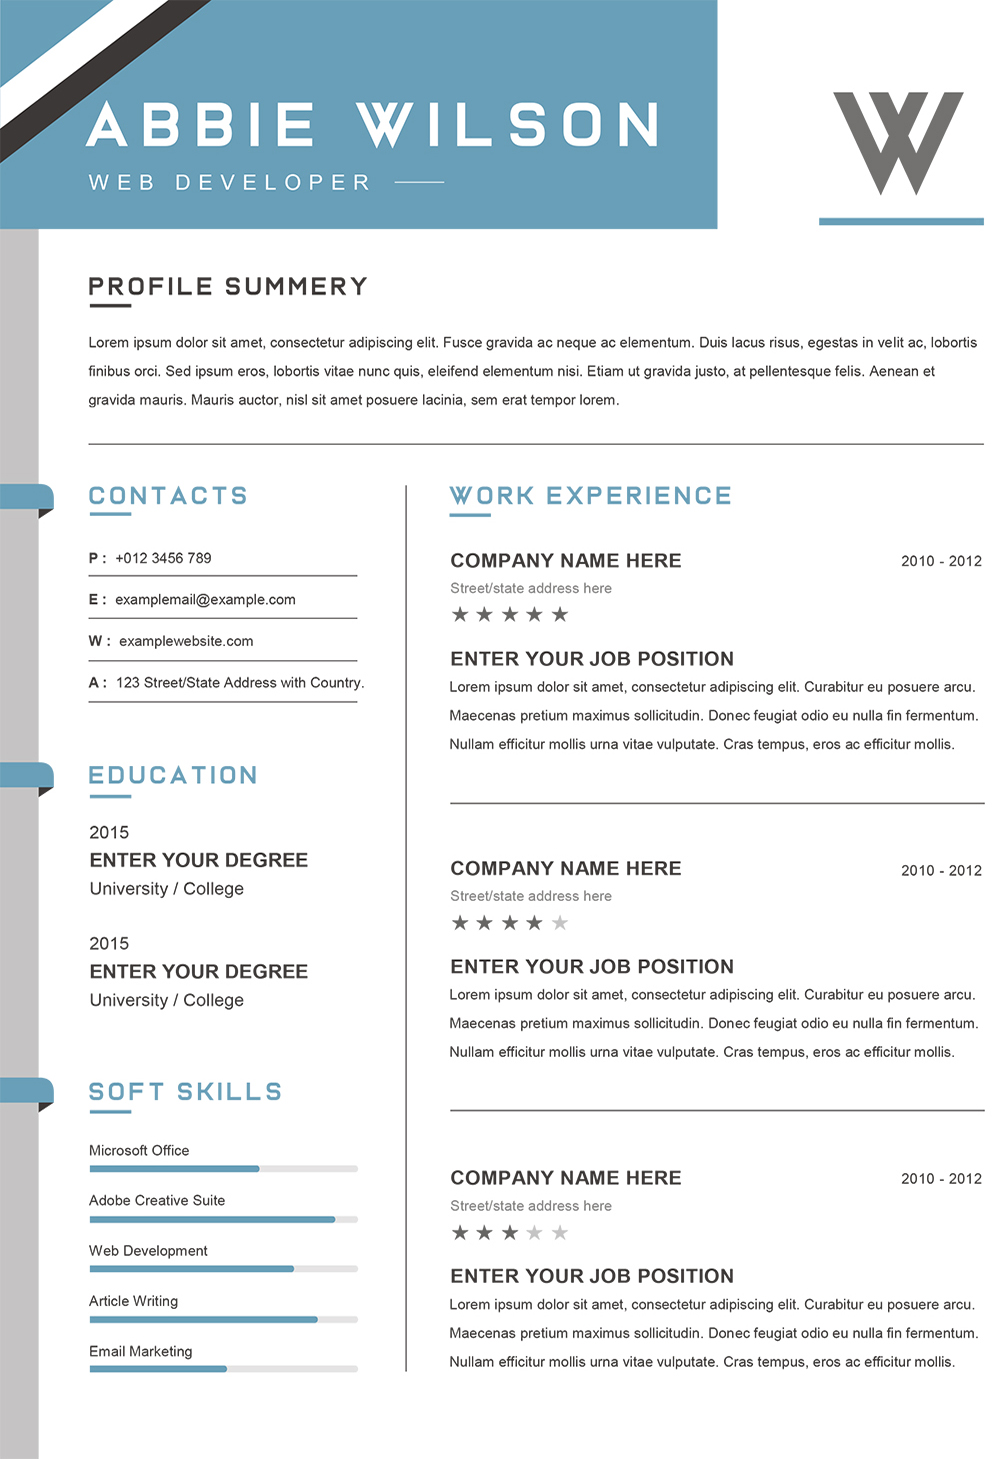 ABBIE WILSON
WEB DEVELOPER
W
PROFILE SUMMERY
Lorem ipsum dolor sit amet, consectetur adipiscing elit. Fusce gravida ac neque ac elementum. Duis lacus risus, egestas in velit ac, lobortis
finibus orci. Sed ipsum eros, lobortis vitae nunc quis, eleifend elementum nisi. Etiam ut gravida justo, at pellentesque felis. Aenean et
gravida mauris. Mauris auctor, nisl sit amet posuere lacinia, sem erat tempor lorem.
CONTACTS
P : +012 3456 789
E : examplemail@example.com
W : examplewebsite.com
A : 123 Street/State Address with Country.
EDUCATION
2015
ENTER YOUR DEGREE
University / College
2015
ENTER YOUR DEGREE
University / College
SOFT SKILLS
Microsoft Office
Adobe Creative Suite
Web Development
Article Writing
Email Marketing
WORK EXPERIENCE
COMPANY NAME HERE 2010 - 2012
Street/state address here
ENTER YOUR JOB POSITION
Lorem ipsum dolor sit amet, consectetur adipiscing elit. Curabitur eu posuere arcu.
Maecenas pretium maximus sollicitudin. Donec feugiat odio eu nulla fin fermentum.
Nullam efficitur mollis urna vitae vulputate. Cras tempus, eros ac efficitur mollis.
COMPANY NAME HERE 2010 - 2012
Street/state address here
ENTER YOUR JOB POSITION
Lorem ipsum dolor sit amet, consectetur adipiscing elit. Curabitur eu posuere arcu.
Maecenas pretium maximus sollicitudin. Donec feugiat odio eu nulla fin fermentum.
Nullam efficitur mollis urna vitae vulputate. Cras tempus, eros ac efficitur mollis.
COMPANY NAME HERE 2010 - 2012
Street/state address here
ENTER YOUR JOB POSITION
Lorem ipsum dolor sit amet, consectetur adipiscing elit. Curabitur eu posuere arcu.
Maecenas pretium maximus sollicitudin. Donec feugiat odio eu nulla fin fermentum.
Nullam efficitur mollis urna vitae vulputate. Cras tempus, eros ac efficitur mollis.